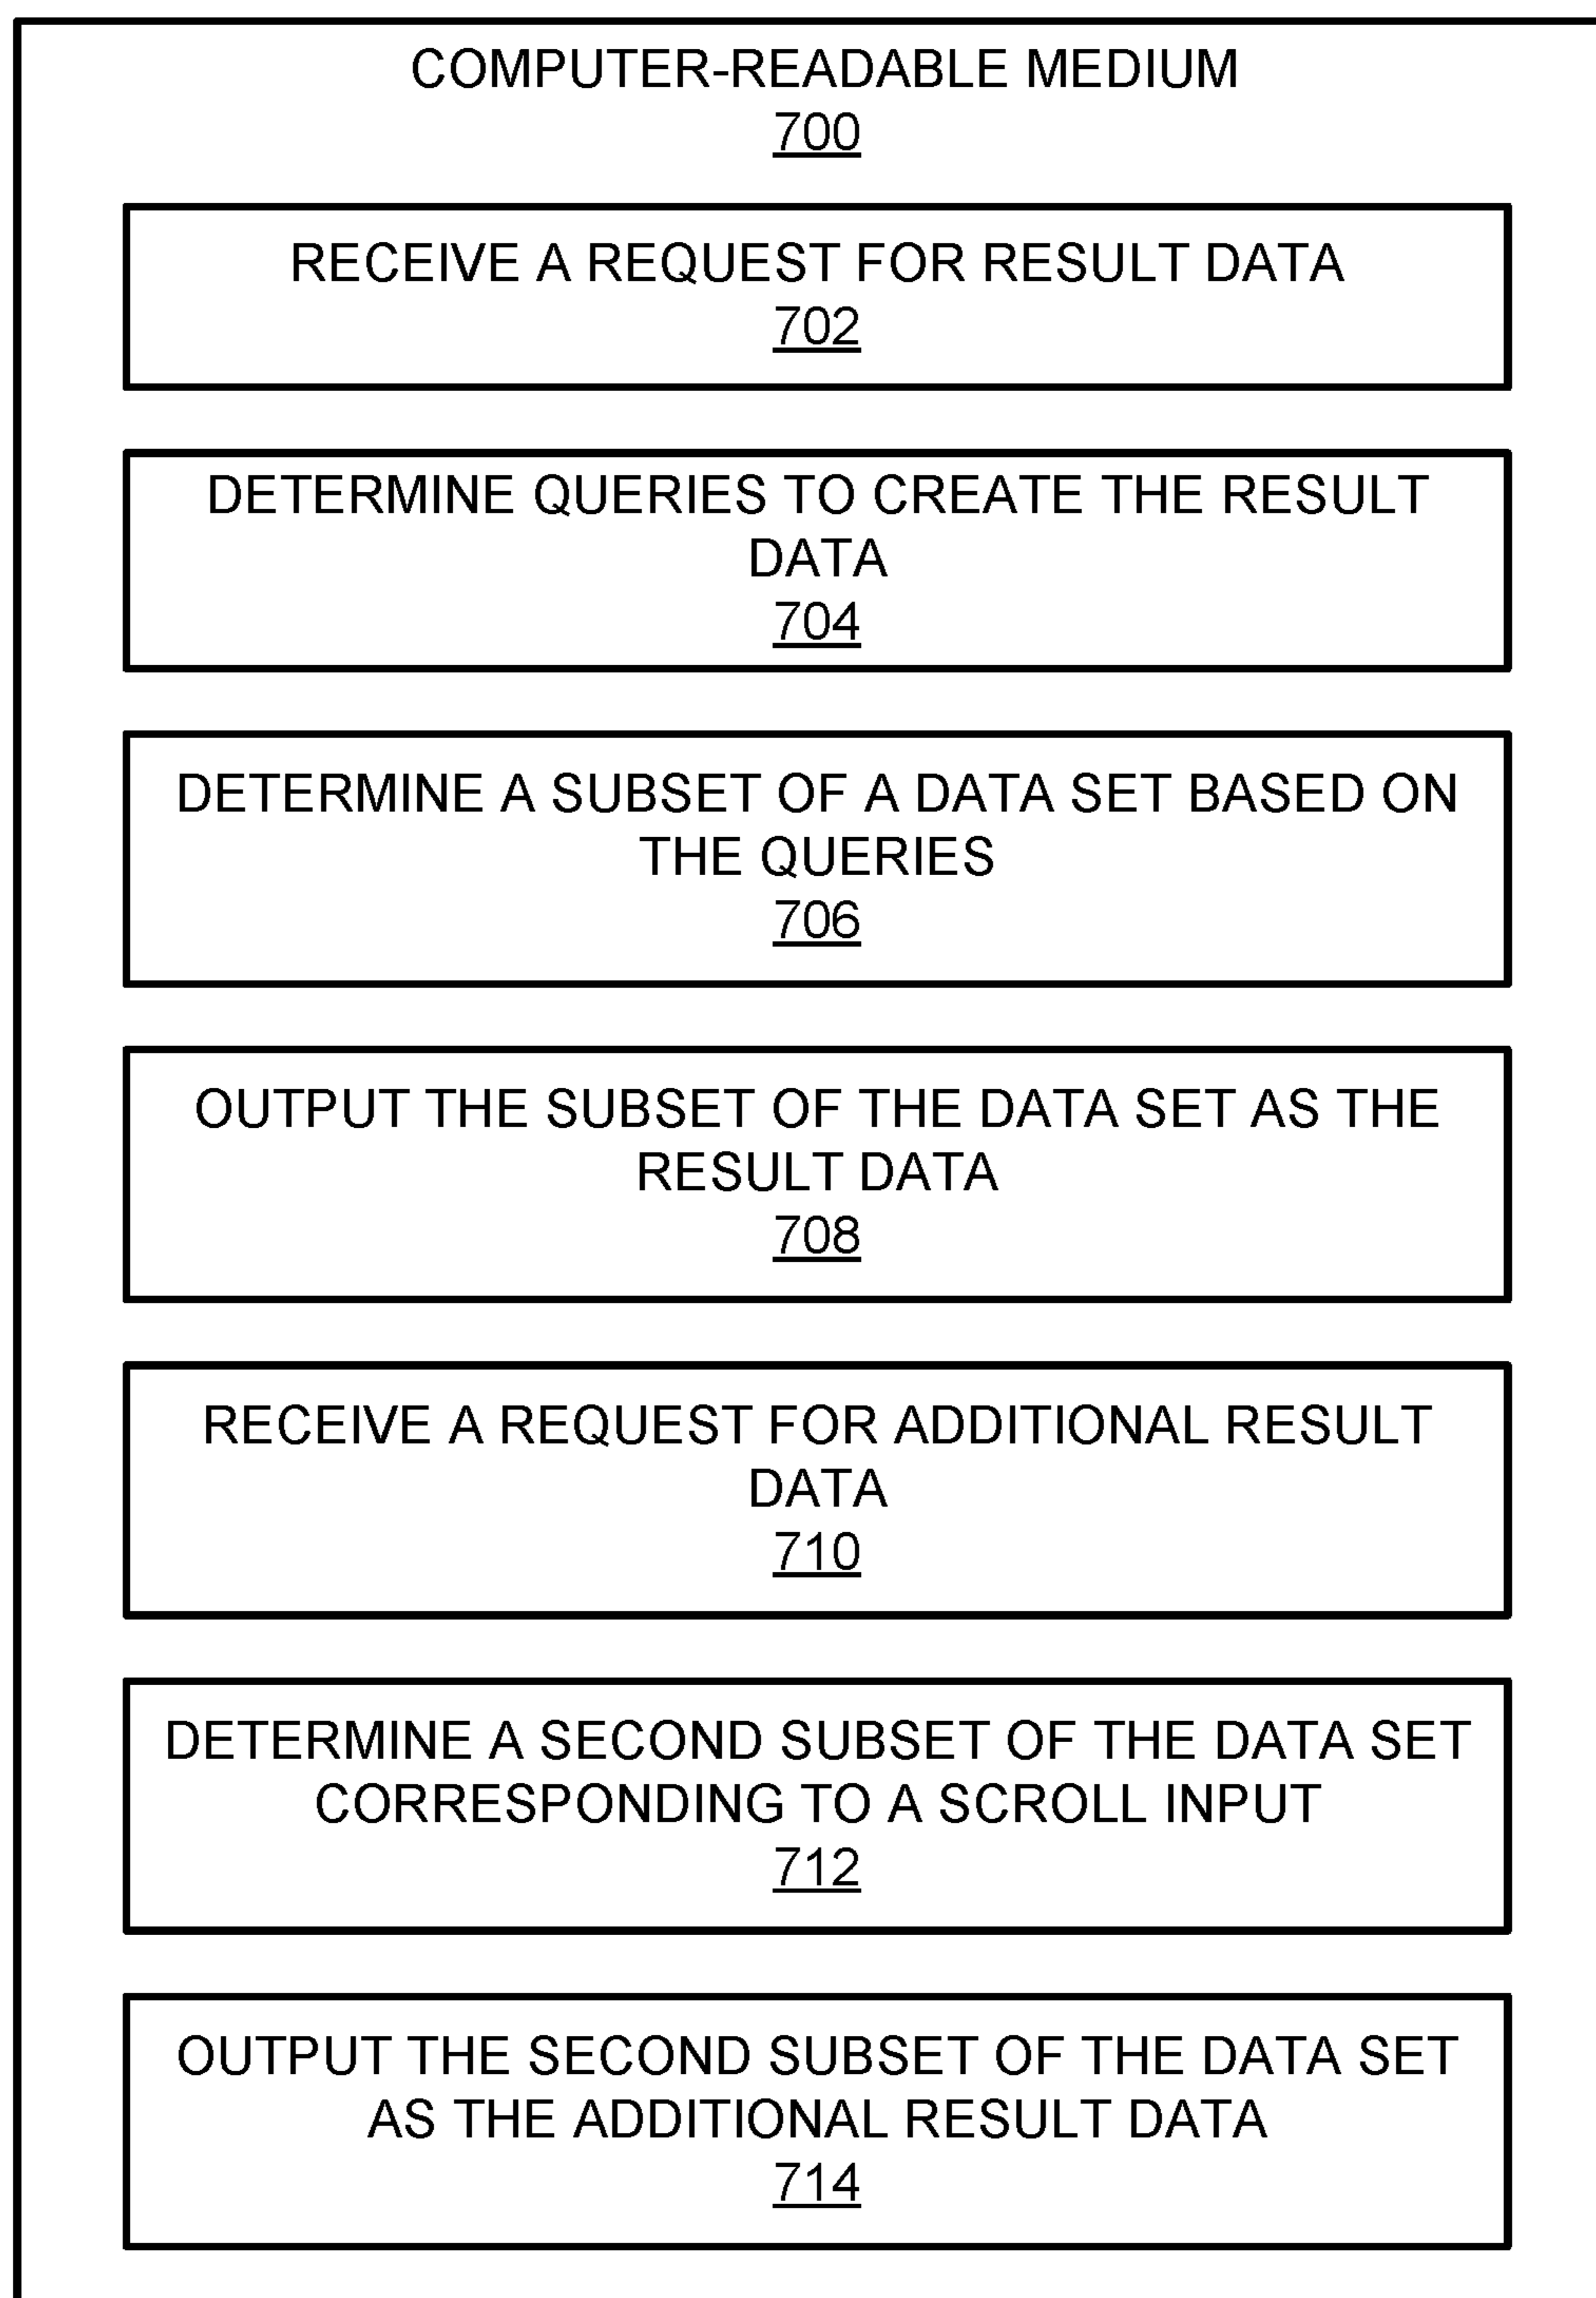 COMPUTER-READABLE MEDIUM
700
RECEIVE A REQUEST FOR RESULT DATA
702
DETERMINE QUERIES TO CREATE THE RESULT
DATA
704
DETERMINE A SUBSET OF A DATA SET BASED ON
THE QUERIES
706
OUTPUT THE SUBSET OF THE DATA SET AS THE
RESULT DATA
708
RECEIVE A REQUEST FOR ADDITIONAL RESULT
DATA
710
DETERMINE A SECOND SUBSET OF THE DATA SET
CORRESPONDING TO A SCROLL INPUT
712
OUTPUT THE SECOND SUBSET OF THE DATA SET
AS THE ADDITIONAL RESULT DATA
714